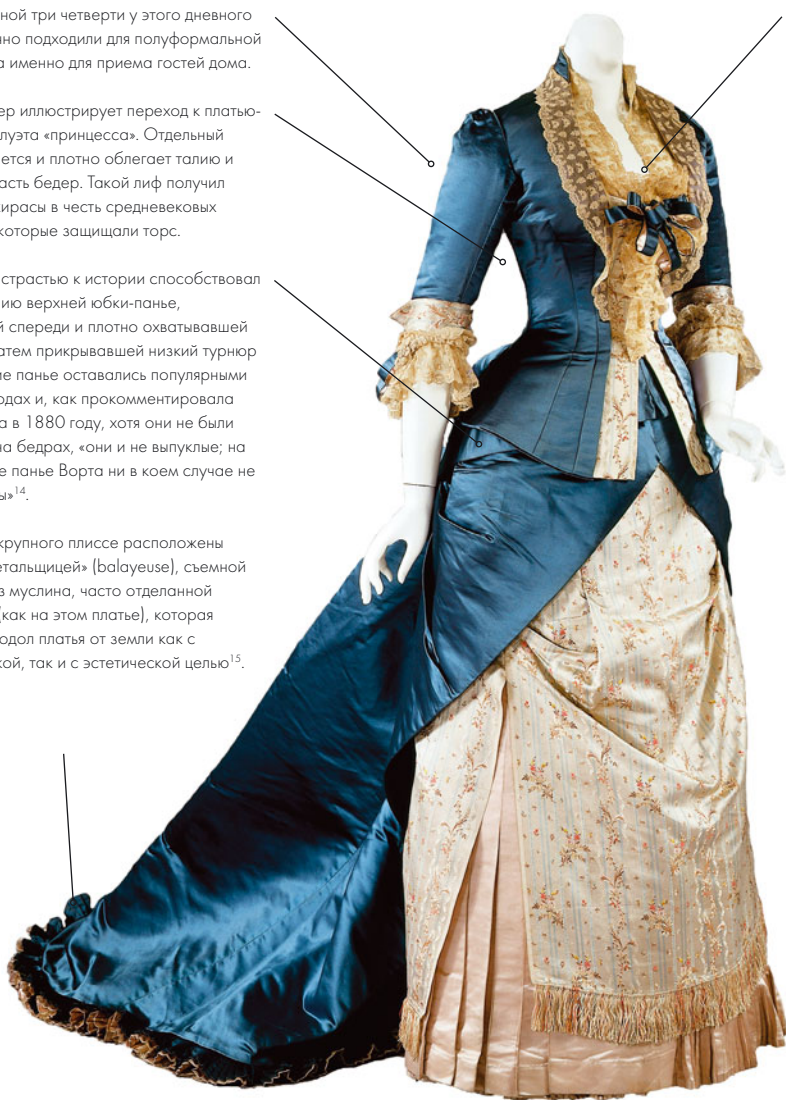 ной три четверти у этого дневного
нно подходили для полуформальной
а именно для приема гостей дома.
ер иллюстрирует переход к платью-
луэта «принцесса». Отдельный
ется и плотно облегает талию и
асть бедер. Такой лиф получил
кирасы в честь средневековых
которые защищали торс.
страстью к истории способствовал
ию верхней юбки-панье,
й спереди и плотно охватывавшей
атем прикрывавшей низкий турнюр
ие панье оставались популярными
одах и, как прокомментировала
а в 1880 году, хотя они не были
на бедрах, «они и не выпуклые; на
е панье Ворта ни в коем случае не
ы»¹⁴.
крупного плиссе расположены
етальщицей» (balayeuse), съемной
з муслина, часто отделанной
(как на этом платье), которая
одол платья от земли как с
кой, так и с эстетической целью¹⁵.